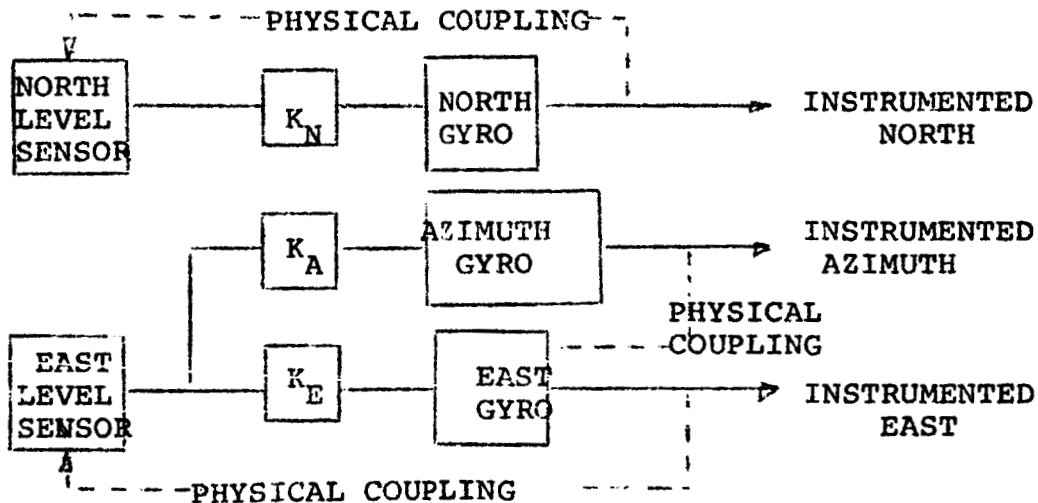 PHYSICAL COUPLING
NORTH
LEVEL
SENSOR
K_N
NORTH
GYRO
INSTRUMENTED
NORTH
K_A
AZIMUTH
GYRO
INSTRUMENTED
AZIMUTH
PHYSICAL
COUPLING
EAST
LEVEL
SENSOR
K_E
EAST
GYRO
INSTRUMENTED
EAST
PHYSICAL COUPLING